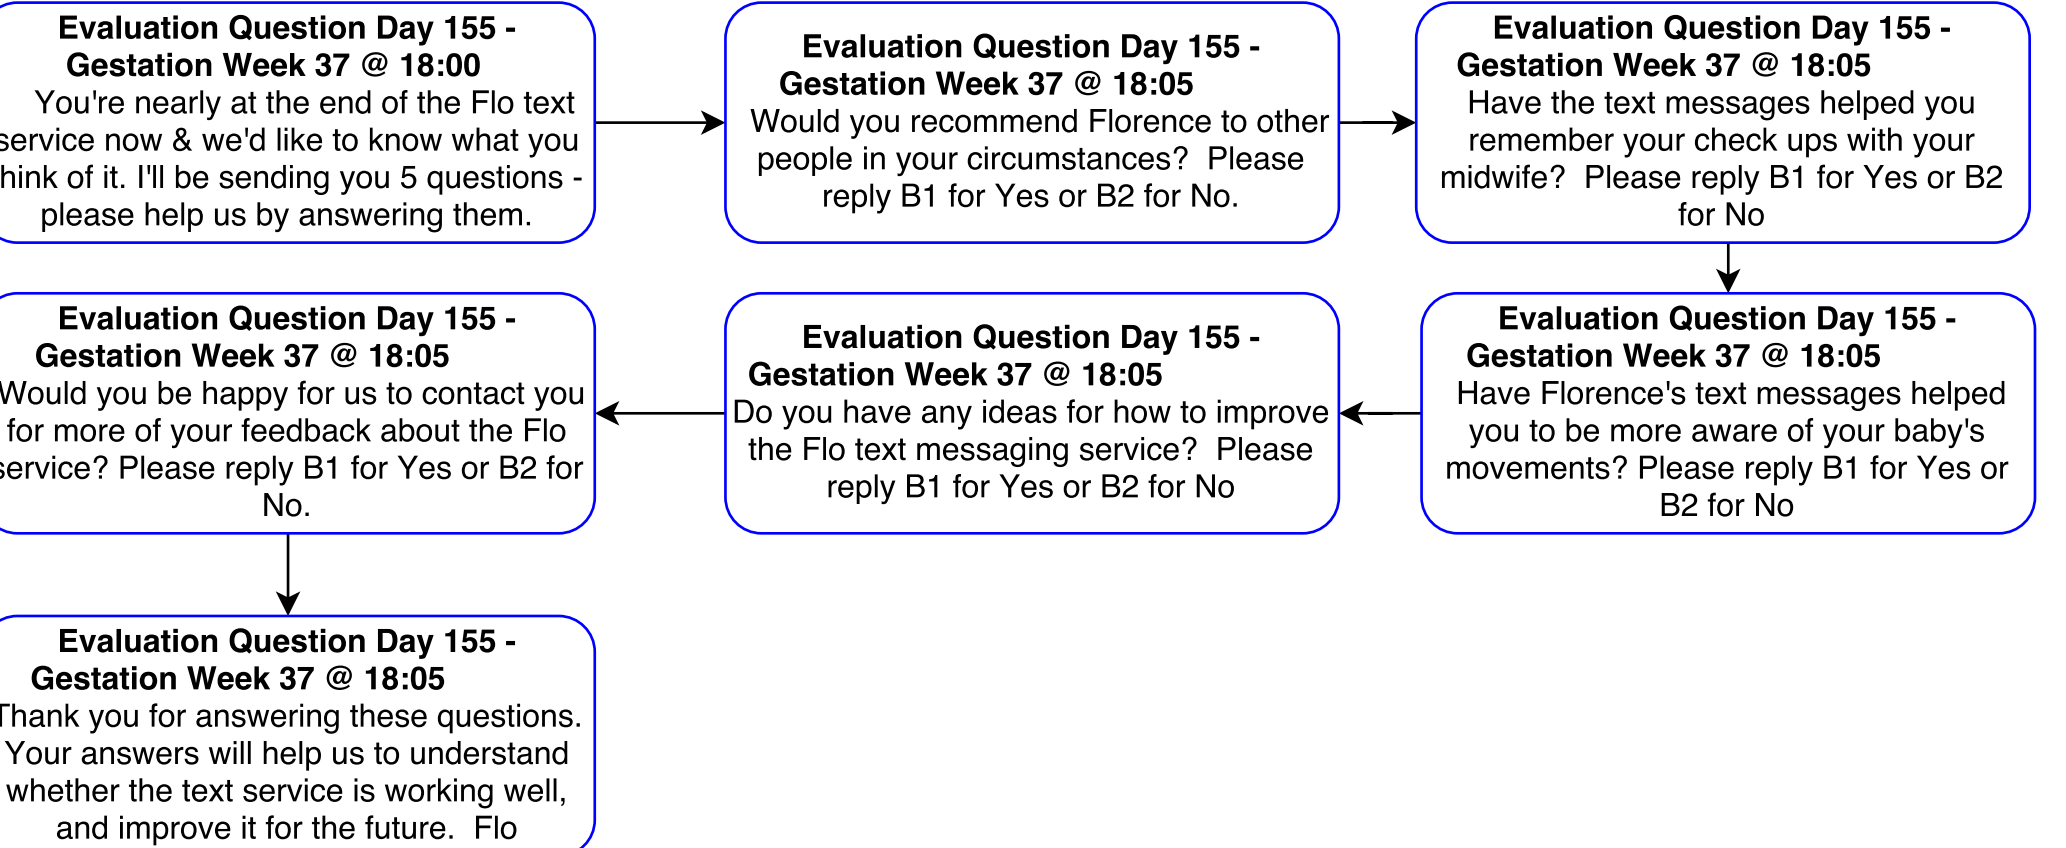 Evaluation Question Day 155 -
Gestation Week 37 @ 18:00
You're nearly at the end of the Flo text
service now & we'd like to know what you
hink of it. I'll be sending you 5 questions -
please help us by answering them.
Evaluation Question Day 155 -
Gestation Week 37 @ 18:05
Would you recommend Florence to other
people in your circumstances?  Please
reply B1 for Yes or B2 for No.
Evaluation Question Day 155 -
Gestation Week 37 @ 18:05
Have the text messages helped you
remember your check ups with your
midwife?  Please reply B1 for Yes or B2
for No
Evaluation Question Day 155 -
Gestation Week 37 @ 18:05
Have Florence's text messages helped
you to be more aware of your baby's
movements? Please reply B1 for Yes or
B2 for No
Evaluation Question Day 155 -
Gestation Week 37 @ 18:05
Do you have any ideas for how to improve
the Flo text messaging service?  Please
reply B1 for Yes or B2 for No
Evaluation Question Day 155 -
Gestation Week 37 @ 18:05
Would you be happy for us to contact you
for more of your feedback about the Flo
service? Please reply B1 for Yes or B2 for
No.
Evaluation Question Day 155 -
Gestation Week 37 @ 18:05
Thank you for answering these questions.
Your answers will help us to understand
whether the text service is working well,
and improve it for the future.  Flo